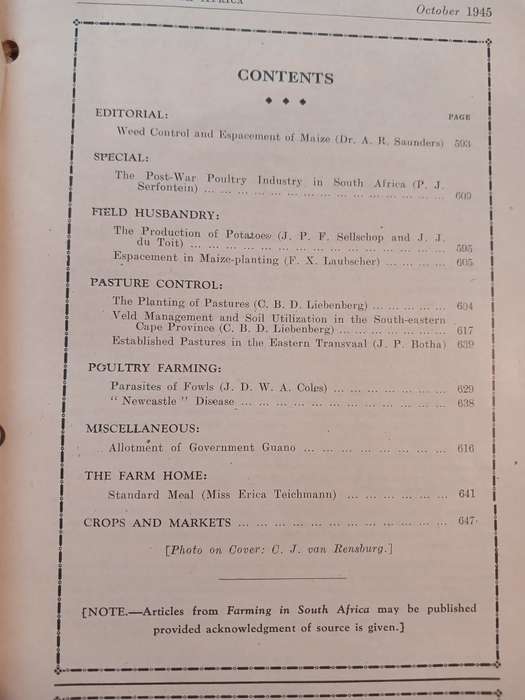 AFRICA
October 1945
CONTENTS
EDITORIAL:
PAGE
Weed Control and Espacement of Maize (Dr. A. R. Saunders) 593
SPECIAL:
The Post-War Poultry Industry in South Africa (P. J.
Serfontein) ... ... ... ... ... ... ... ... ... ... ... ... ... 609
FIELD HUSBANDRY:
The Production of Potatoes (J. P. F. Sellschop and J. J.
du Toit) ... ... ... ... ... ... ... ... ... ... ... ... ... ... 595
Espacement in Maize-planting (F. X. Laubscher) ... ... ... ... 605
PASTURE CONTROL:
The Planting of Pastures (C. B. D. Liebenberg) ... ... ... ... 604
Veld Management and Soil Utilization in the South-eastern
Cape Province (C. B. D. Liebenberg) ... ... ... ... ... ... 617
Established Pastures in the Eastern Transvaal (J. P. Botha) 639
POULTRY FARMING:
Parasites of Fowls (J. D. W. A. Coles) ... ... ... ... ... ... 629
" Newcastle " Disease ... ... ... ... ... ... ... ... ... ... ... 638
MISCELLANEOUS:
Allotment of Government Guano ... ... ... ... ... ... ... ... 616
THE FARM HOME:
Standard Meal (Miss Erica Teichmann) ... ... ... ... ... ... 641
CROPS AND MARKETS ... ... ... ... ... ... ... ... ... ... ... 647
[Photo on Cover: C. J. van Rensburg.]
[NOTE.—Articles from Farming in South Africa may be published
provided acknowledgment of source is given.]